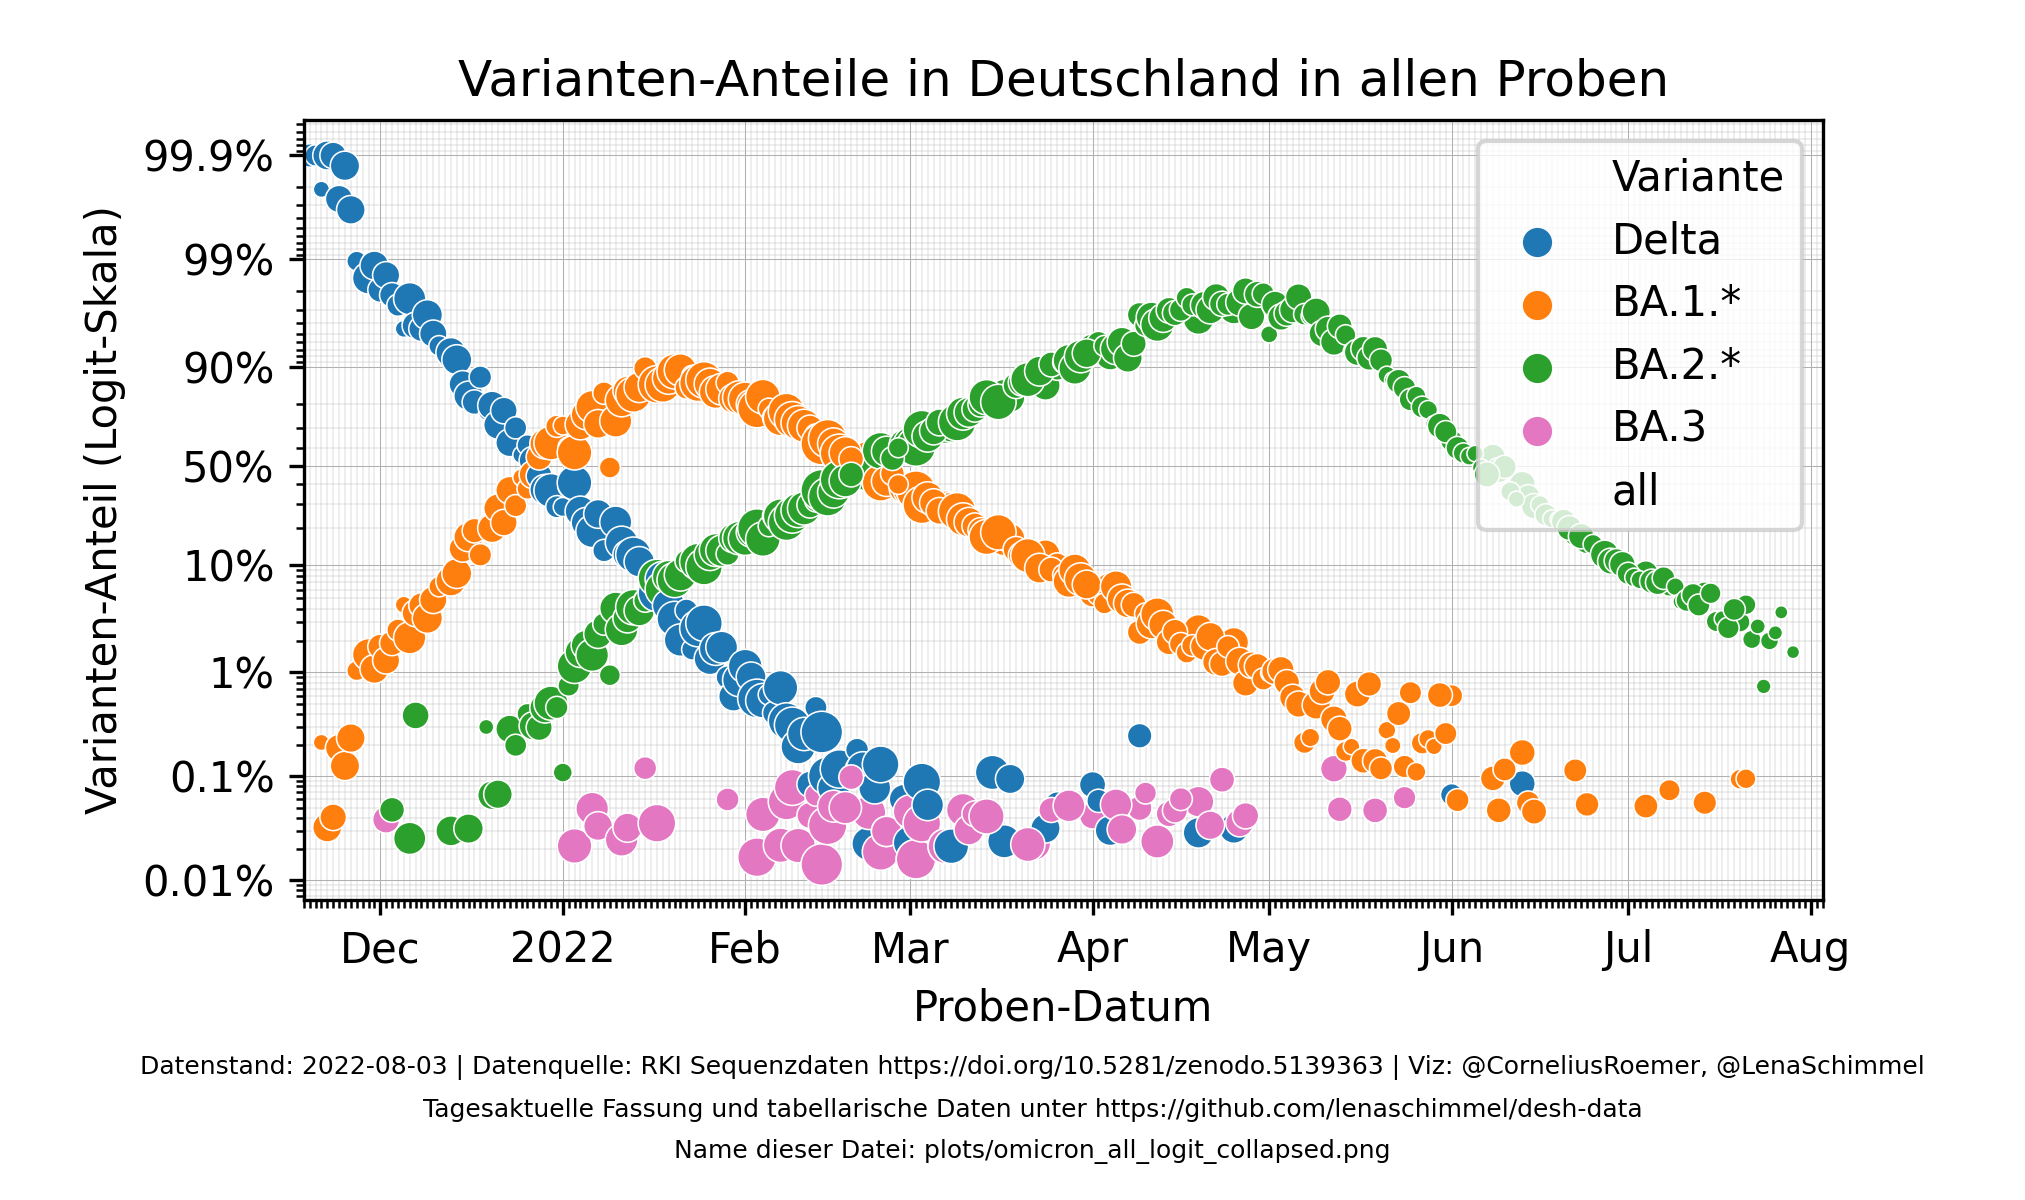 Varianten-Anteile in Deutschland in allen Proben
Varianten-Anteil (Logit-Skala)
99.9%
99%
90%
50%
10%
1%
0.1%
0.01%
Variante
Delta
BA.1.*
BA.2.*
BA.3
all
Dec 2022 Feb Mar Apr May Jun Jul Aug
Proben-Datum
Datenstand: 2022-08-03 | Datenquelle: RKI Sequenzdaten https://doi.org/10.5281/zenodo.5139363 | Viz: @CorneliusRoemer, @LenaSchimmel
Tagesaktuelle Fassung und tabellarische Daten unter https://github.com/lenaschimmel/desh-data
Name dieser Datei: plots/omicron_all_logit_collapsed.png